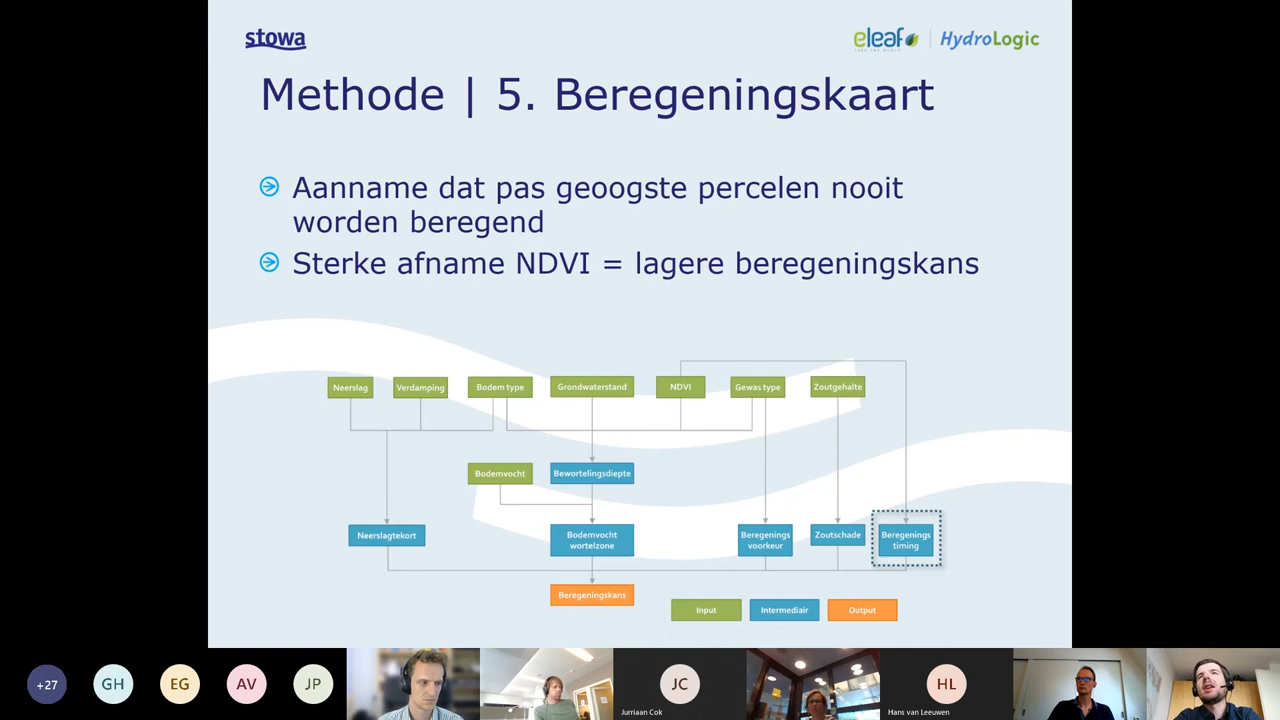 stowa
eleaf
HydroLogic
Methode | 5. Beregeningskaart
Aanname dat pas geoogste percelen nooit
worden beregend
Sterke afname NDVI = lagere beregeningskans
Neerslag
Verdamping
Bodem type
Grondwaterstand
NDVI
Gewas type
Zoutgehalte
Bodemvocht
Bewortelingsdiepte
Neerslagtekort
Bodemvocht
wortelzone
Beregenings
voorkeur
Zoutschade
Beregenings
timing
Beregeningskans
Input
Intermediair
Output
+27
GH
EG
AV
JP
JC
Jurriaan Cok
HL
Hans van Leeuwen